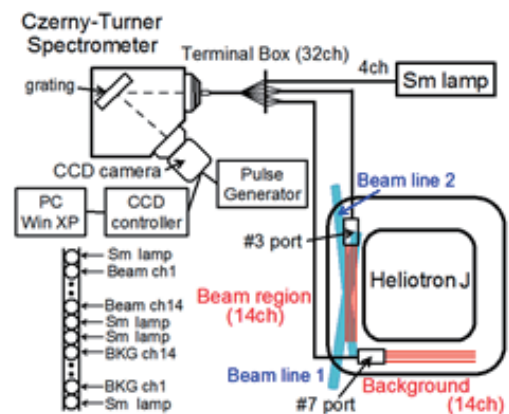 Czerny-Turner
Spectrometer
Terminal Box (32ch)
4ch
Sm lamp
grating
CCD camera
Pulse
Generator
PC
Win XP
CCD
controller
Beam line 2
#3 port
Heliotron J
Beam region
(14ch)
Beam line 1
#7 port
Background
(14ch)
Sm lamp
Beam ch1
Beam ch14
Sm lamp
Sm lamp
BKG ch14
BKG ch1
Sm lamp